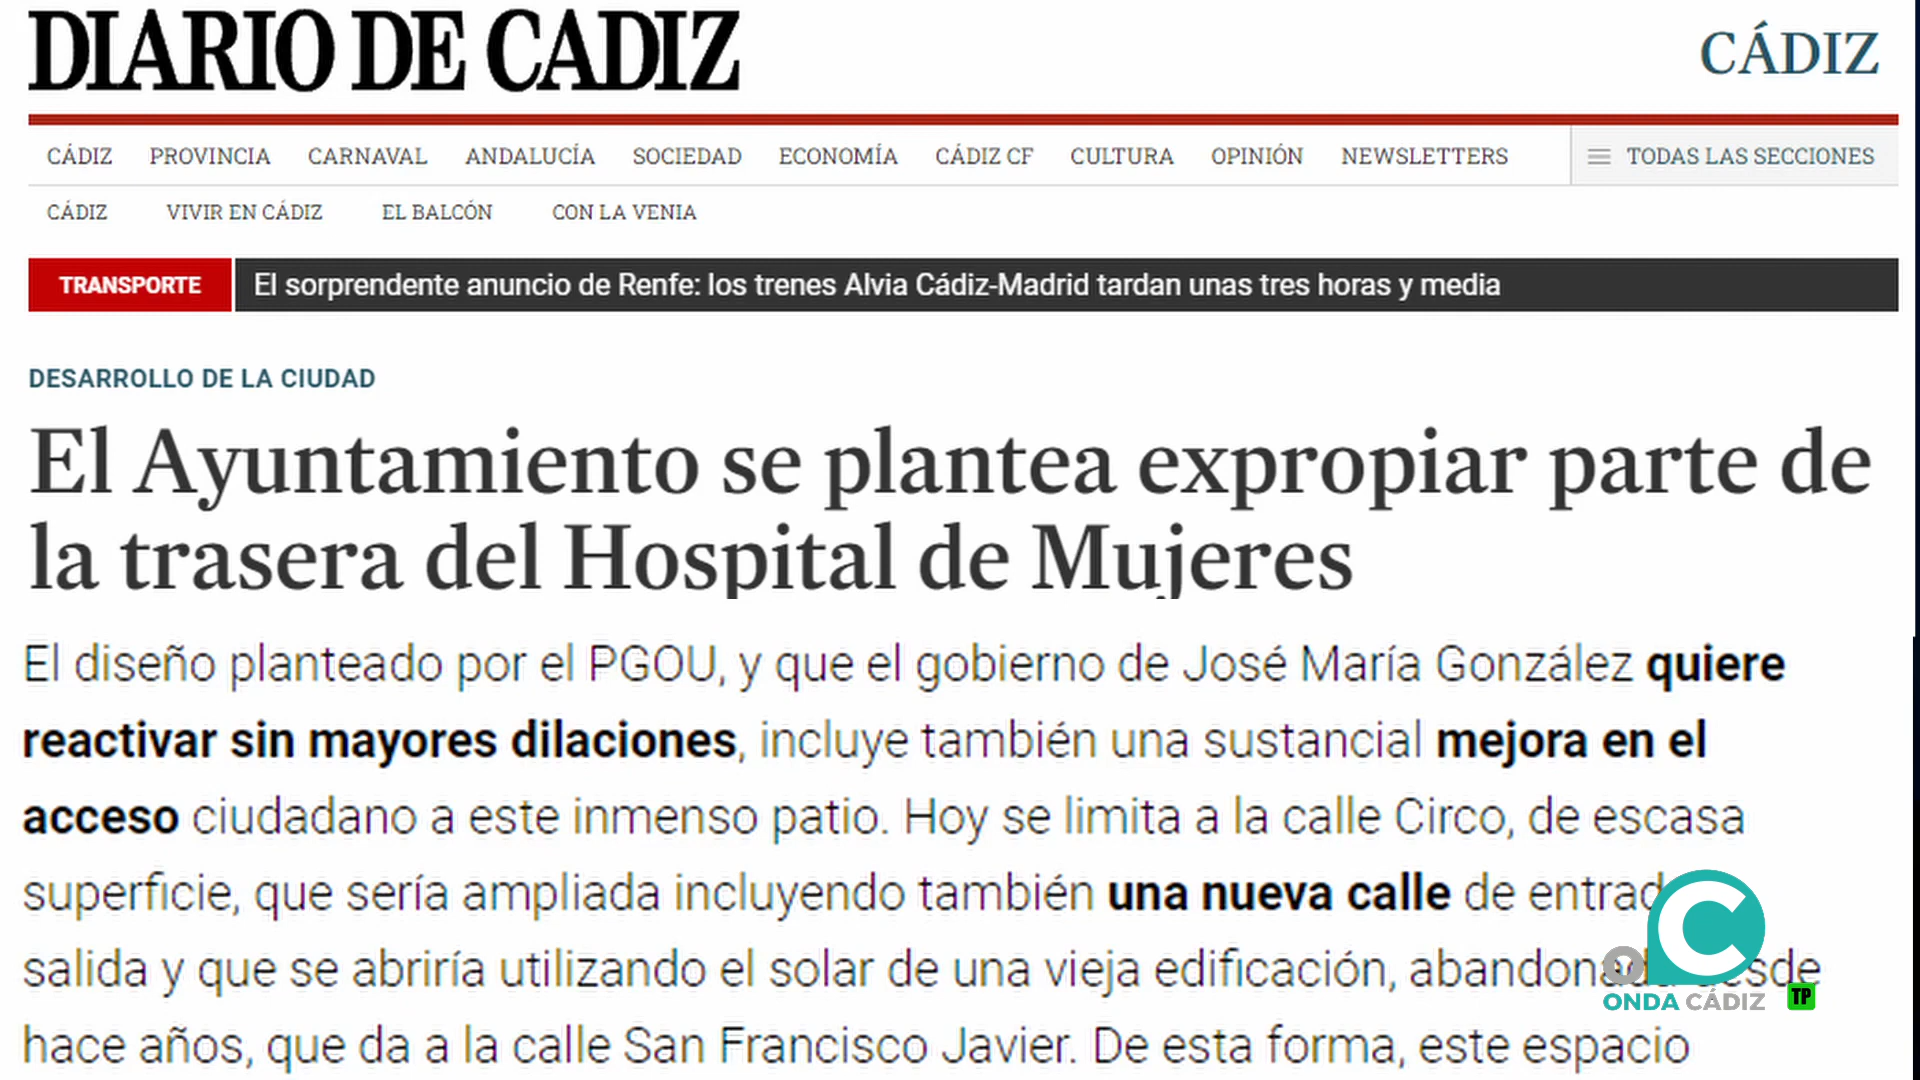 DIARIO DE CADIZ
CÁDIZ
CÁDIZ PROVINCIA CARNAVAL ANDALUCÍA SOCIEDAD ECONOMÍA CÁDIZ CF CULTURA OPINIÓN NEWSLETTERS TODAS LAS SECCIONES
CÁDIZ VIVIR EN CÁDIZ EL BALCÓN CON LA VENIA
TRANSPORTE El sorprendente anuncio de Renfe: los trenes Alvia Cádiz-Madrid tardan unas tres horas y media
DESARROLLO DE LA CIUDAD
El Ayuntamiento se plantea expropiar parte de
la trasera del Hospital de Mujeres
El diseño planteado por el PGOU, y que el gobierno de José María González quiere
reactivar sin mayores dilaciones, incluye también una sustancial mejora en el
acceso ciudadano a este inmenso patio. Hoy se limita a la calle Circo, de escasa
superficie, que sería ampliada incluyendo también una nueva calle de
salida y que se abriría utilizando el solar de una vieja edificación,
hace años, que da a la calle San Francisco Javier. De esta forma, este espacio
ONDA CÁDIZ
TP